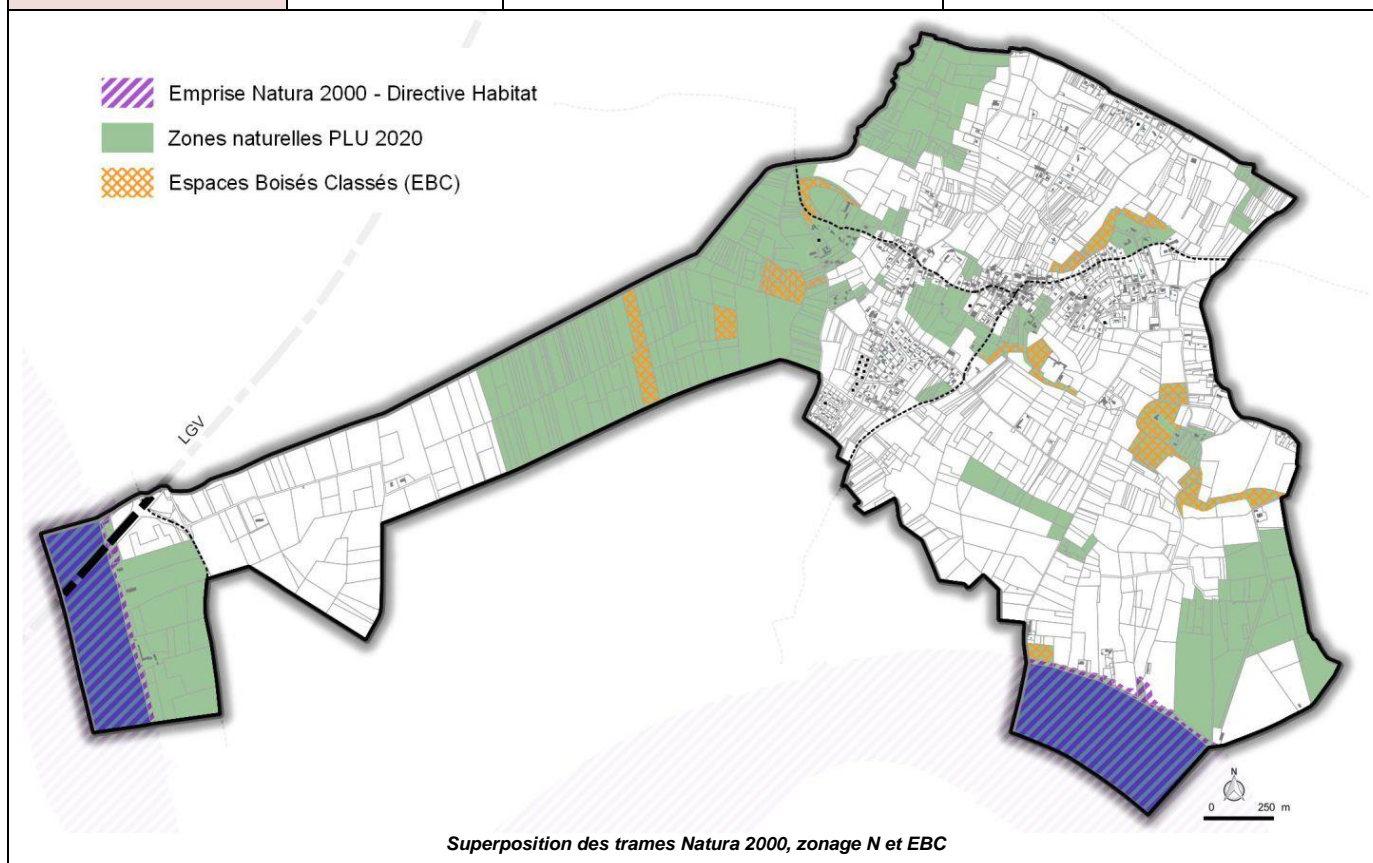 Emprise Natura 2000 - Directive Habitat
Zones naturelles PLU 2020
Espaces Boisés Classés (EBC)
LGV
N
0 250 m
Superposition des trames Natura 2000, zonage N et EBC